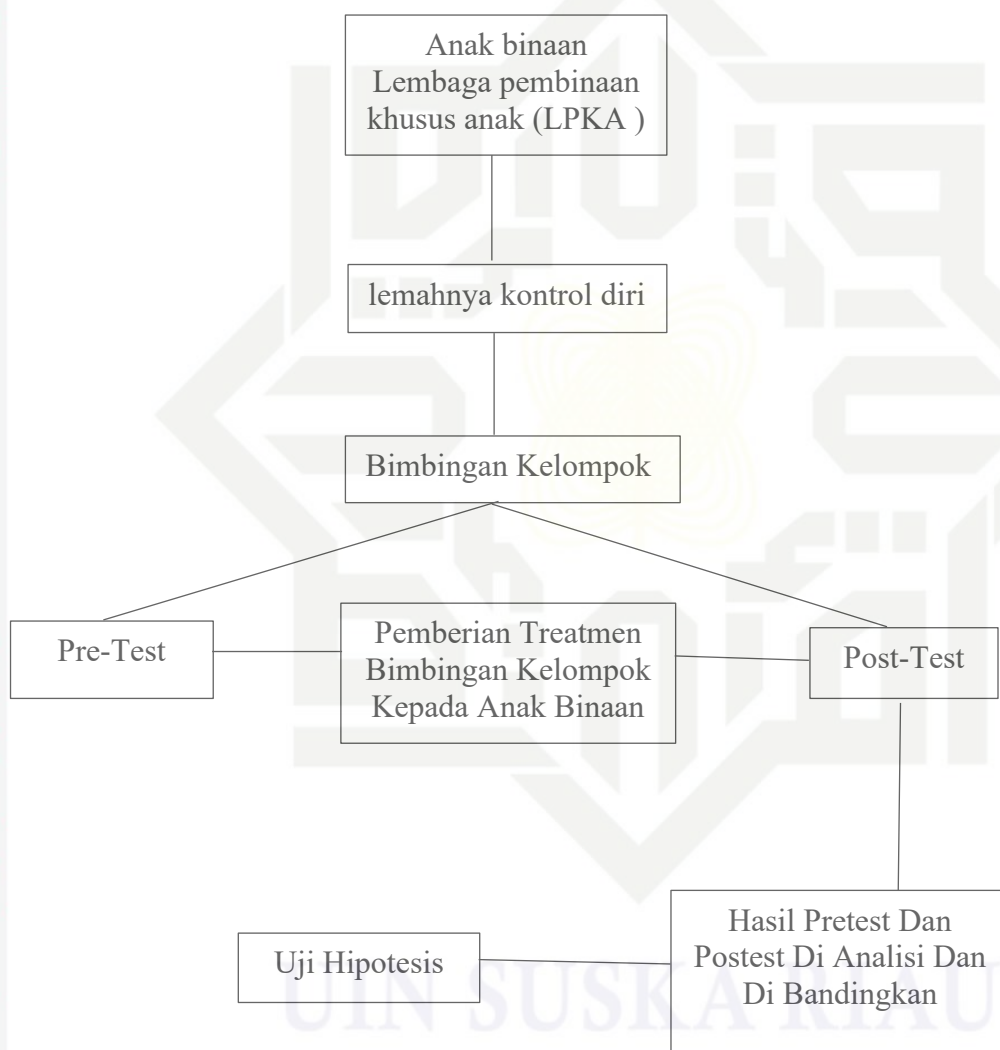 Anak binaan
Lembaga pembinaan
khusus anak (LPKA )
lemahnya kontrol diri
Bimbingan Kelompok
Pre-Test
Pemberian Treatmen
Bimbingan Kelompok
Kepada Anak Binaan
Post-Test
Hasil Pretest Dan
Postest Di Analisi Dan
Di Bandingkan
Uji Hipotesis
UIN SUSKA RIAU